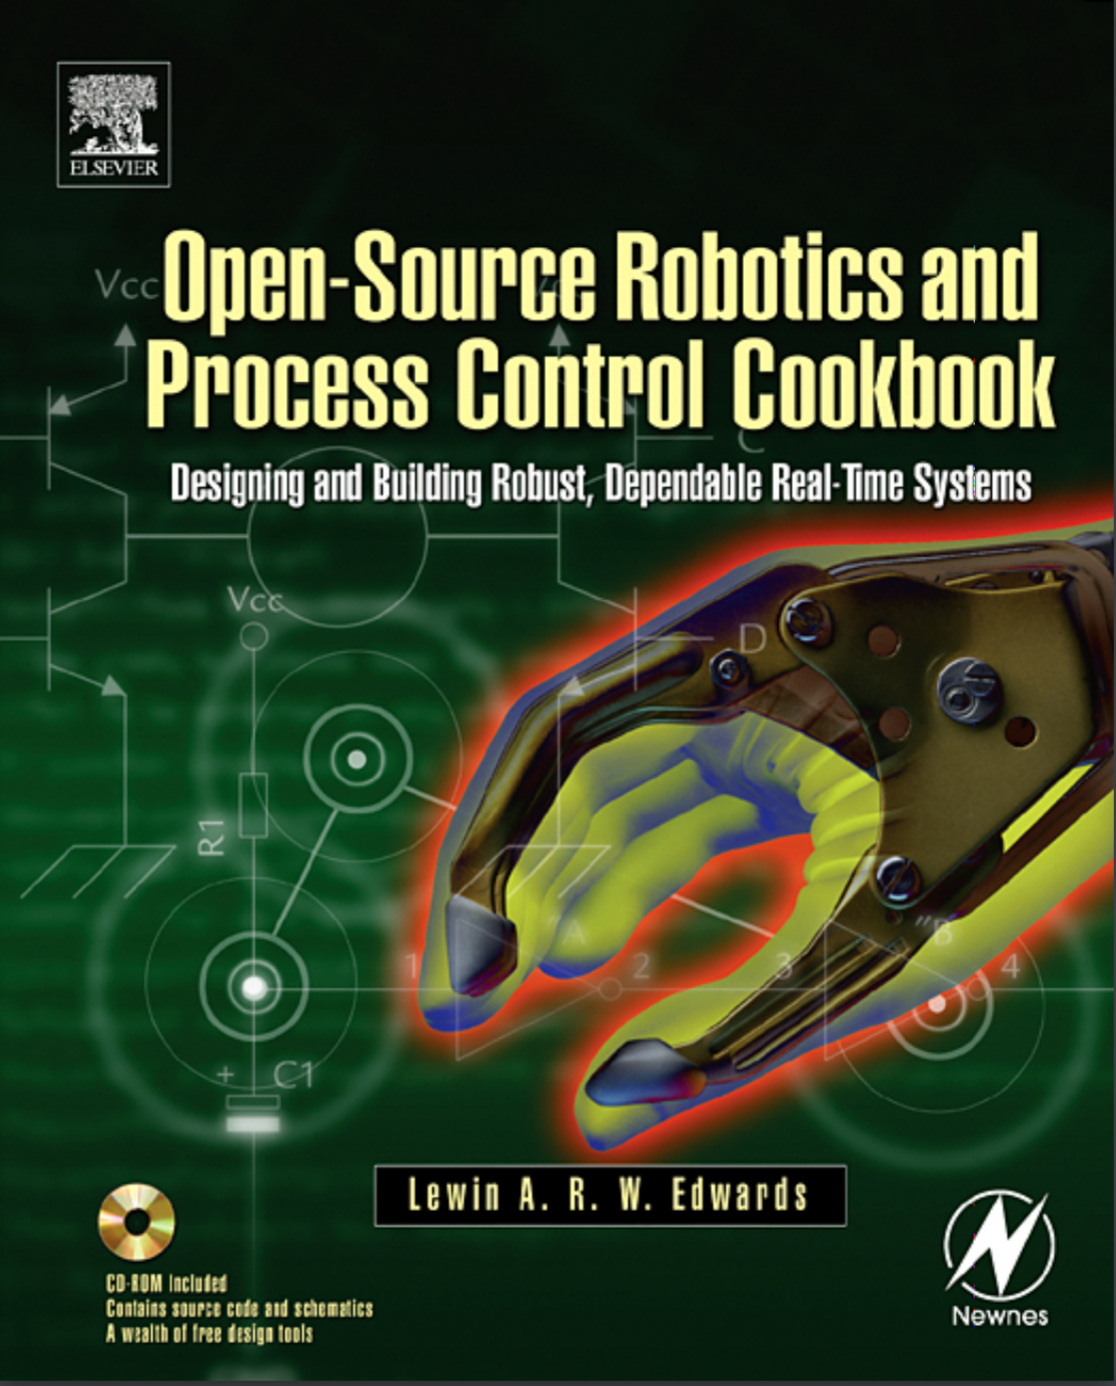 ELSEVIER
Open-Source Robotics and
Process Control Cookbook
Designing and Building Robust, Dependable Real-Time Systems
Vcc
Vcc
C
Vcc
D
R1
"A
"B
1
2
3
4
+ C1
Lewin A. R. W. Edwards
CD-ROM Included
Contains source code and schematics
A wealth of free design tools
Newnes